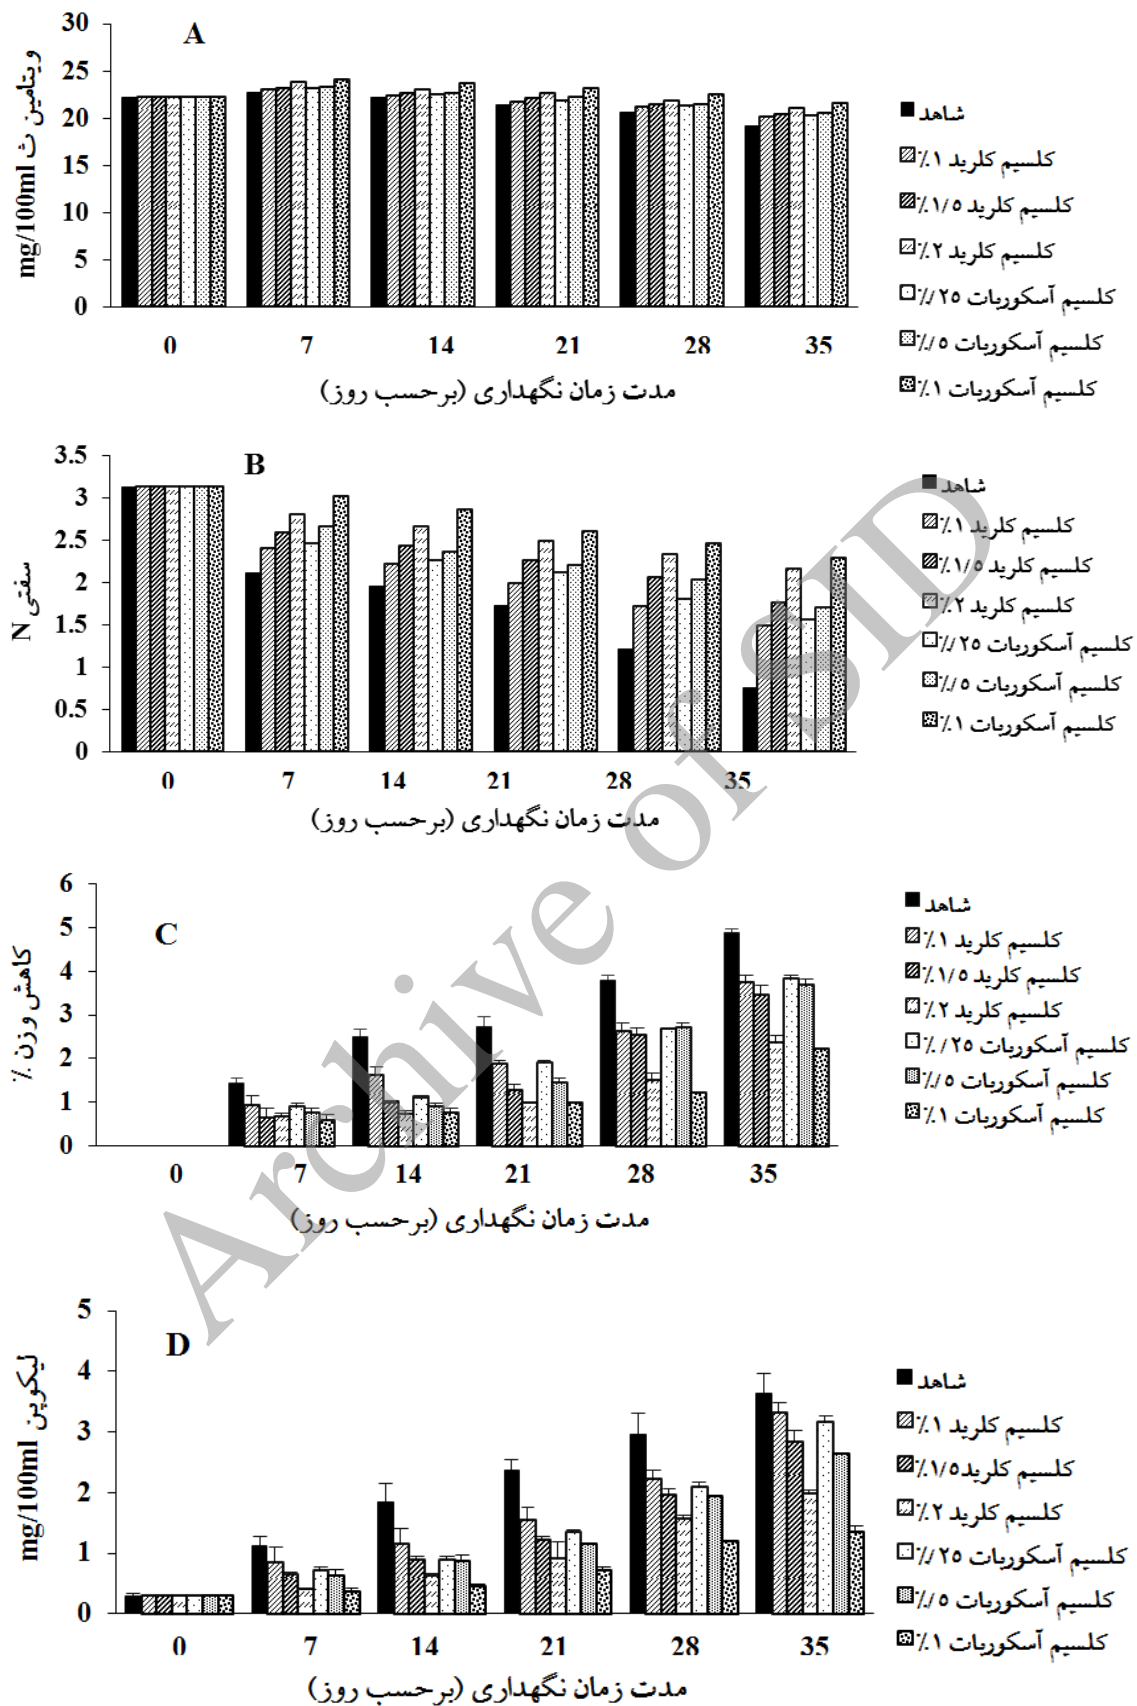 A
30
25
20
15
10
5
0
ویتامین ث mg/100ml
0 7 14 21 28 35
مدت زمان نگهداری (برحسب روز)
شاهد
کلسیم کلرید ۱٪
کلسیم کلرید ۱/۵٪
کلسیم کلرید ۲٪
کلسیم آسکوربات ۲۵/٪
کلسیم آسکوربات ۵/٪
کلسیم آسکوربات ۱٪
B
3.5
3
2.5
2
1.5
1
0.5
0
سفتی N
0 7 14 21 28 35
مدت زمان نگهداری (برحسب روز)
شاهد
کلسیم کلرید ۱٪
کلسیم کلرید ۱/۵٪
کلسیم کلرید ۲٪
کلسیم آسکوربات ۲۵/٪
کلسیم آسکوربات ۵/٪
کلسیم آسکوربات ۱٪
C
6
5
4
3
2
1
0
کاهش وزن ٪
0 7 14 21 28 35
مدت زمان نگهداری (برحسب روز)
شاهد
کلسیم کلرید ۱٪
کلسیم کلرید ۱/۵٪
کلسیم کلرید ۲٪
کلسیم آسکوربات ۲۵/٪
کلسیم آسکوربات ۵/٪
کلسیم آسکوربات ۱٪
D
5
4
3
2
1
0
لیکوپن mg/100ml
0 7 14 21 28 35
مدت زمان نگهداری (برحسب روز)
شاهد
کلسیم کلرید ۱٪
کلسیم کلرید۱/۵٪
کلسیم کلرید ۲٪
کلسیم آسکوربات ۲۵/٪
کلسیم آسکوربات ۵/٪
کلسیم آسکوربات ۱٪
Archive of SID